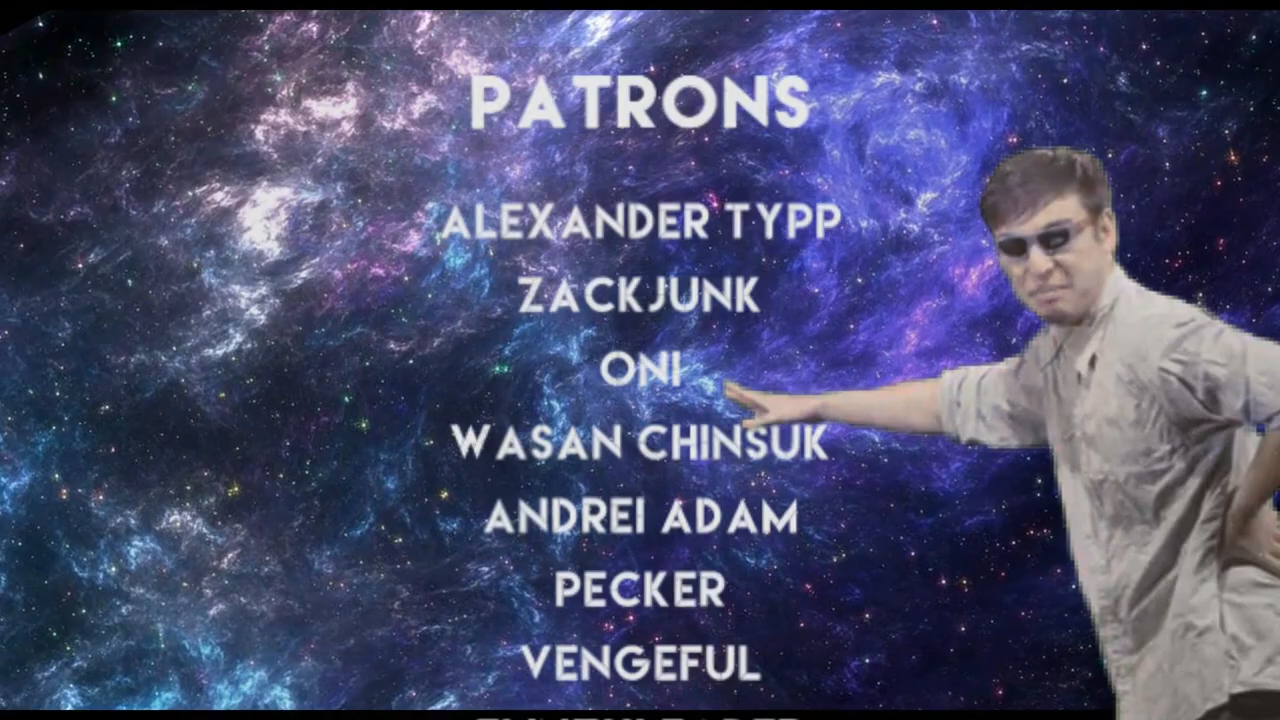 PATRONS
ALEXANDER TYPP
ZACKJUNK
ONI
WASAN CHINSUK
ANDREI ADAM
PECKER
VENGEFUL